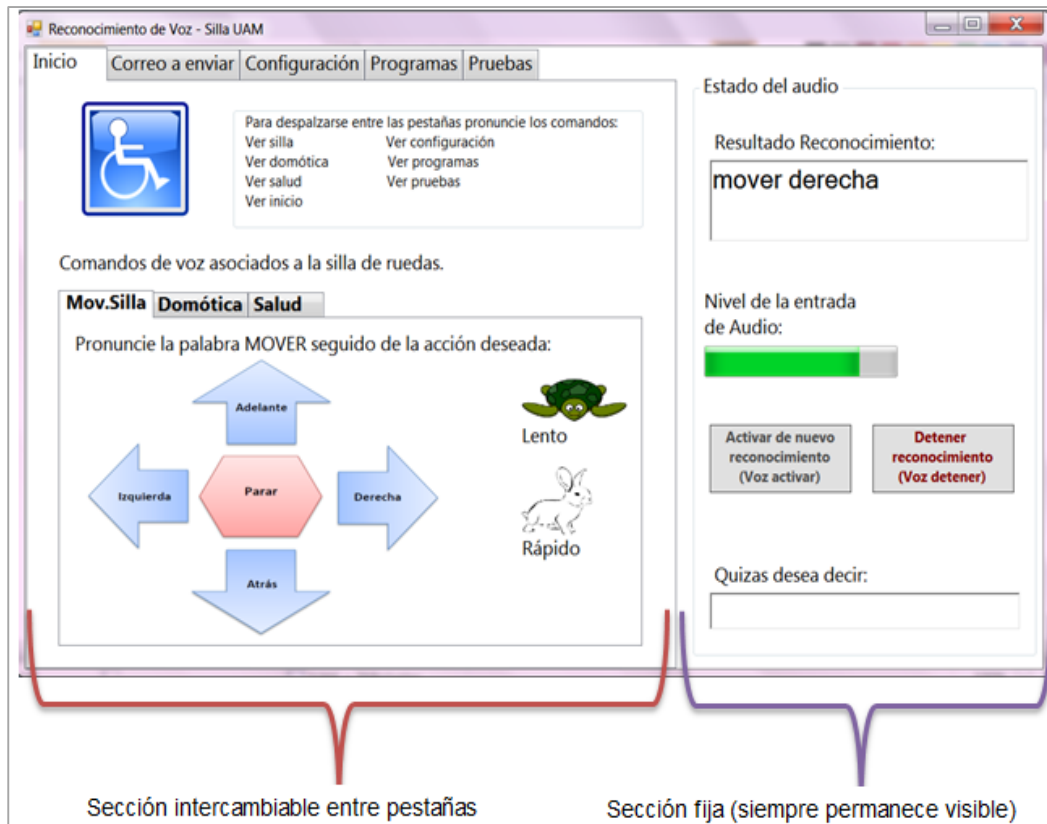 Reconocimiento de Voz - Silla UAM
Inicio
Correo a enviar
Configuración
Programas
Pruebas
Para despalzarse entre las pestañas pronuncie los comandos:
Ver silla
Ver configuración
Ver domótica
Ver programas
Ver salud
Ver pruebas
Ver inicio
Comandos de voz asociados a la silla de ruedas.
Mov.Silla
Domótica
Salud
Pronuncie la palabra MOVER seguido de la acción deseada:
Adelante
Izquierda
Parar
Derecha
Atrás
Lento
Rápido
Estado del audio
Resultado Reconocimiento:
mover derecha
Nivel de la entrada
de Audio:
Activar de nuevo
reconocimiento
(Voz activar)
Detener
reconocimiento
(Voz detener)
Quizas desea decir:
Sección intercambiable entre pestañas
Sección fija (siempre permanece visible)